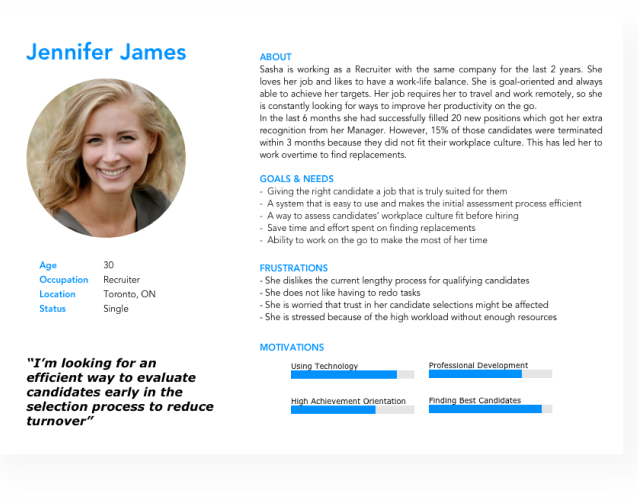 Jennifer James
ABOUT
Sasha is working as a Recruiter with the same company for the last 2 years. She
loves her job and likes to have a work-life balance. She is goal-oriented and always
able to achieve her targets. Her job requires her to travel and work remotely, so she
is constantly looking for ways to improve her productivity on the go.
In the last 6 months she had successfully filled 20 new positions which got her extra
recognition from her Manager. However, 15% of those candidates were terminated
within 3 months because they did not fit their workplace culture. This has led her to
work overtime to find replacements.
GOALS & NEEDS
- Giving the right candidate a job that is truly suited for them
- A system that is easy to use and makes the initial assessment process efficient
- A way to assess candidates' workplace culture fit before hiring
- Save time and effort spent on finding replacements
- Ability to work on the go to make the most of her time
Age 30
Occupation Recruiter
Location Toronto, ON
Status Single
FRUSTRATIONS
- She dislikes the current lengthy process for qualifying candidates
- She does not like having to redo tasks
- She is worried that trust in her candidate selections might be affected
- She is stressed because of the high workload without enough resources
"I'm looking for an
efficient way to evaluate
candidates early in the
selection process to reduce
turnover"
MOTIVATIONS
Using Technology
Professional Development
High Achievement Orientation
Finding Best Candidates